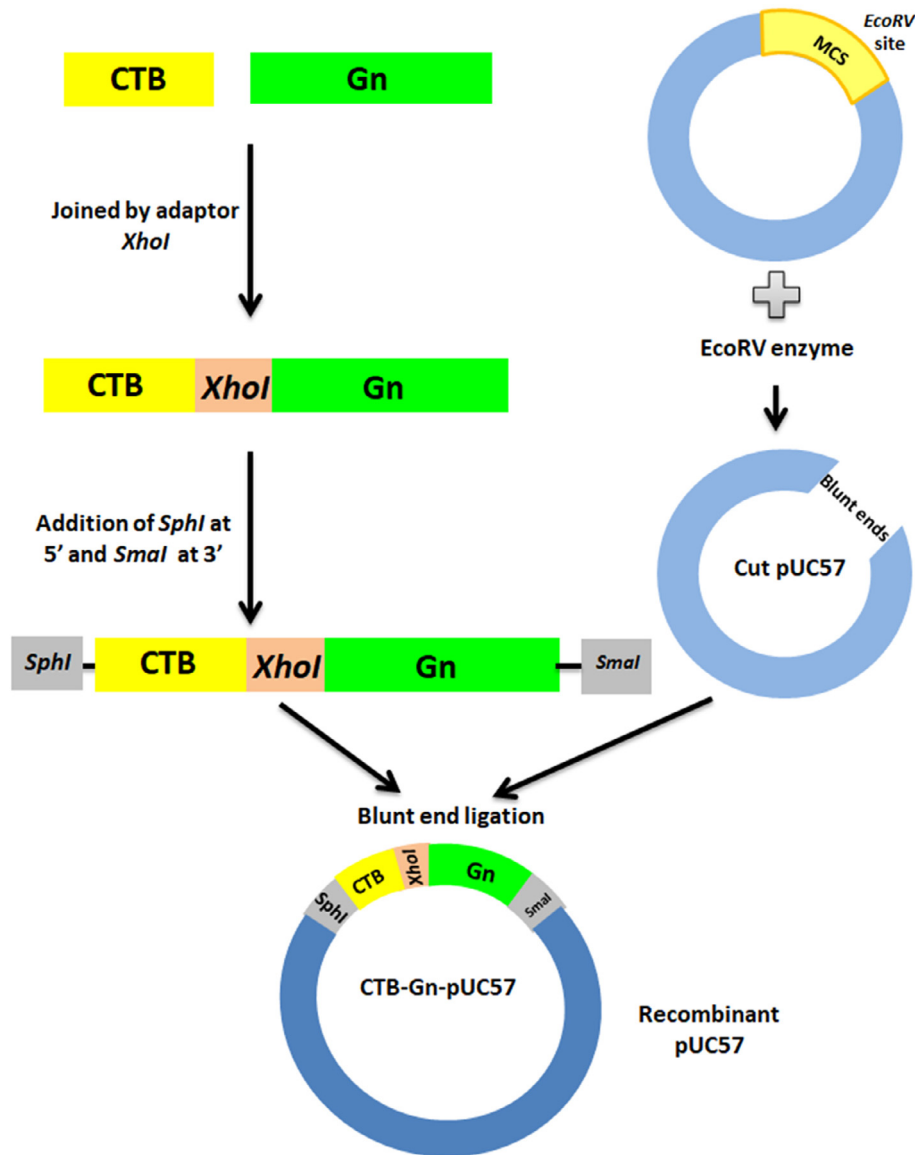 CTB
Gn
Joined by adaptor
XhoI
CTB
XhoI
Gn
Addition of SphI at
5' and SmaI at 3'
SphI
CTB
XhoI
Gn
SmaI
EcoRV
site
MCS
EcoRV enzyme
Blunt ends
Cut pUC57
Blunt end ligation
SphI
CTB
XhoI
Gn
SmaI
CTB-Gn-pUC57
Recombinant
pUC57